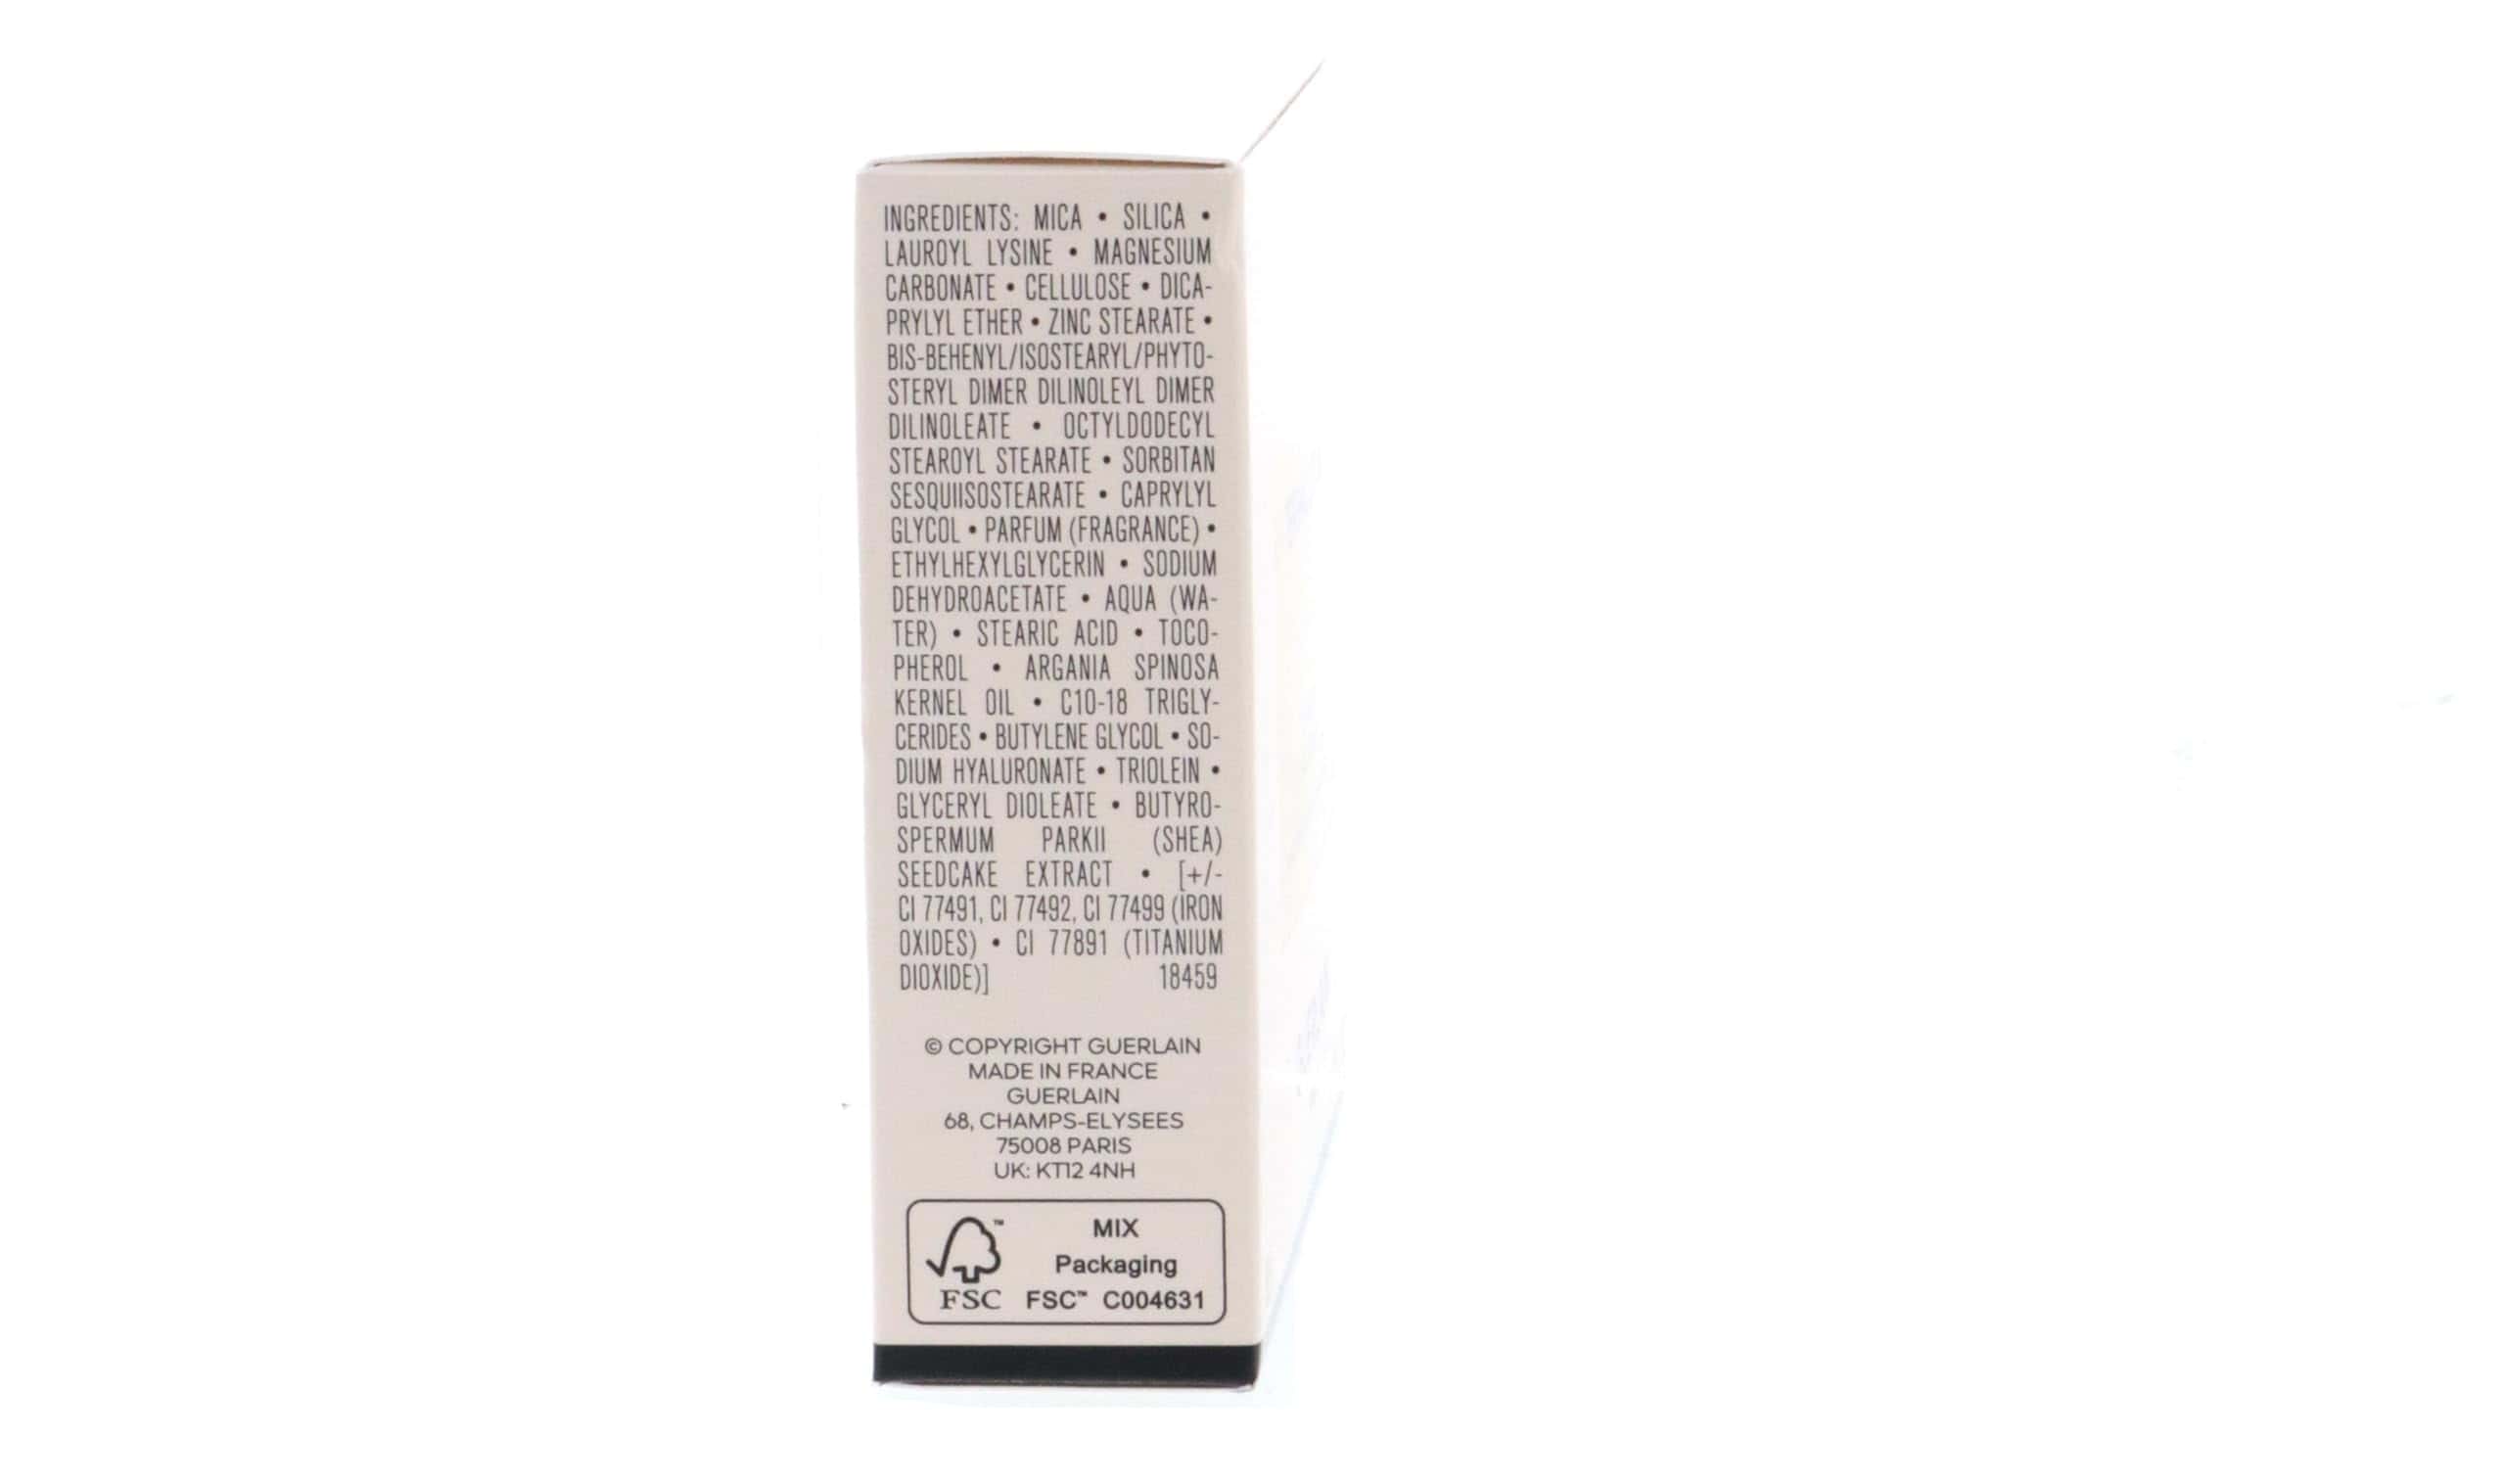 INGREDIENTS: MICA • SILICA •
LAUROYL LYSINE • MAGNESIUM
CARBONATE • CELLULOSE • DICA-
PRYLYL ETHER • ZINC STEARATE •
BIS-BEHENYL/ISOSTEARYL/PHYTO-
STERYL DIMER DILINOLEYL DIMER
DILINOLEATE • OCTYLDODECYL
STEAROYL STEARATE • SORBITAN
SESQUIISOSTEARATE • CAPRYLYL
GLYCOL • PARFUM (FRAGRANCE) •
ETHYLHEXYLGLYCERIN • SODIUM
DEHYDROACETATE • AQUA (WA-
TER) • STEARIC ACID • TOCO-
PHEROL • ARGANIA SPINOSA
KERNEL OIL • C10-18 TRIGLY-
CERIDES • BUTYLENE GLYCOL • SO-
DIUM HYALURONATE • TRIOLEIN •
GLYCERYL DIOLEATE • BUTYRO-
SPERMUM PARKII (SHEA)
SEEDCAKE EXTRACT • [+/-
CI 77491, CI 77492, CI 77499 (IRON
OXIDES) • CI 77891 (TITANIUM
DIOXIDE)] 18459
© COPYRIGHT GUERLAIN
MADE IN FRANCE
GUERLAIN
68, CHAMPS-ELYSEES
75008 PARIS
UK: KT12 4NH
MIX
Packaging
FSC FSC™ C004631